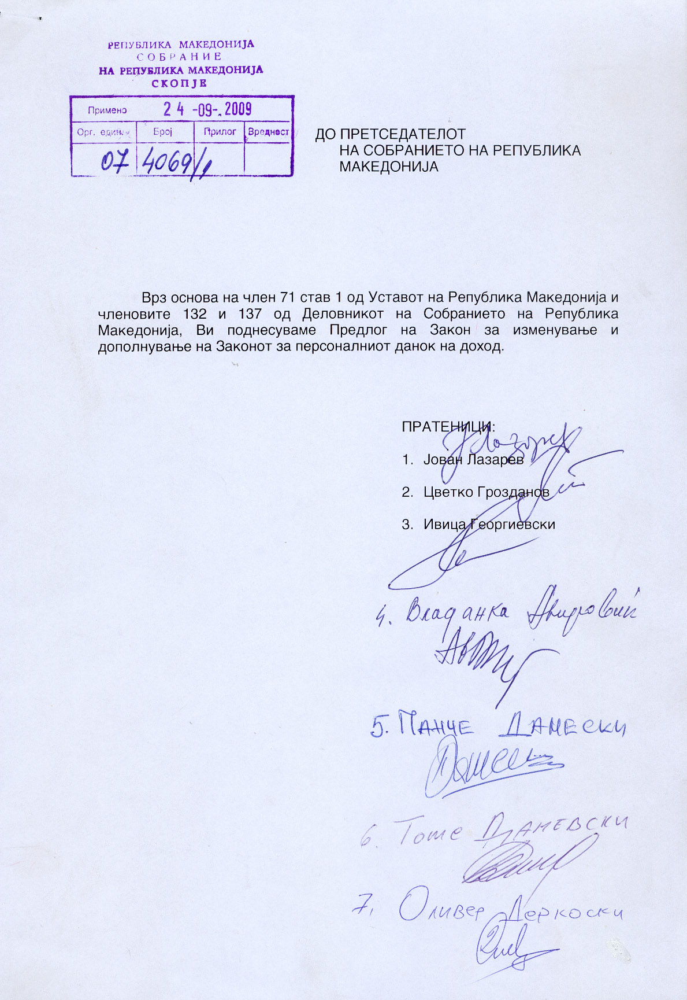 РЕПУБЛИКА МАКЕДОНИЈА
СОБРАНИЕ
НА РЕПУБЛИКА МАКЕДОНИЈА
СКОПЈЕ
Примено 24 -09-. 2009
Орг. един. Број Прилог Вредност
07 4069/1
ДО ПРЕТСЕДАТЕЛОТ
НА СОБРАНИЕТО НА РЕПУБЛИКА
МАКЕДОНИЈА
Врз основа на член 71 став 1 од Уставот на Република Македонија и
членовите 132 и 137 од Деловникот на Собранието на Република
Македонија, Ви поднесуваме Предлог на Закон за изменување и
дополнување на Законот за персоналниот данок на доход.
ПРАТЕНИЦИ:
1. Јован Лазарев
2. Цветко Грозданов
3. Ивица Георгиевски
4. Владанка
5. ПАНЧЕ ДАМЕСКИ
6. Томе ДАНЕВСКИ
7. Оливер Деркоски